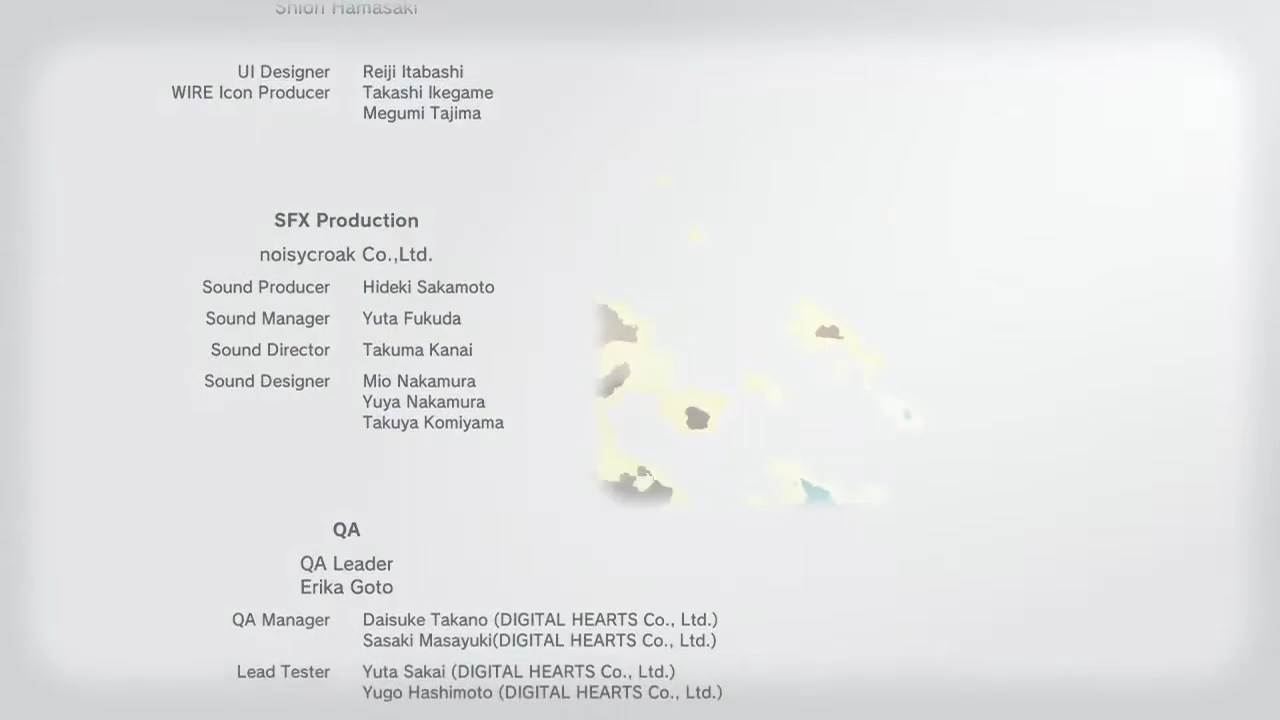 Shiori Hamasaki
UI Designer Reiji Itabashi
WIRE Icon Producer Takashi Ikegame
Megumi Tajima
SFX Production
noisycroak Co.,Ltd.
Sound Producer Hideki Sakamoto
Sound Manager Yuta Fukuda
Sound Director Takuma Kanai
Sound Designer Mio Nakamura
Yuya Nakamura
Takuya Komiyama
QA
QA Leader
Erika Goto
QA Manager Daisuke Takano (DIGITAL HEARTS Co., Ltd.)
Sasaki Masayuki(DIGITAL HEARTS Co., Ltd.)
Lead Tester Yuta Sakai (DIGITAL HEARTS Co., Ltd.)
Yugo Hashimoto (DIGITAL HEARTS Co., Ltd.)